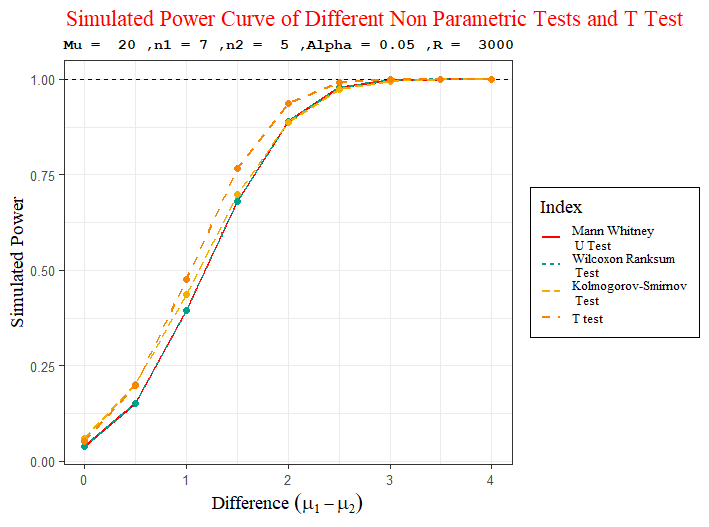 Simulated Power Curve of Different Non Parametric Tests and T Test
Mu =  20 ,n1 = 7 ,n2 =  5 ,Alpha = 0.05 ,R =  3000
1.00
0.75
0.50
0.25
0.00
Simulated Power
0 1 2 3 4
Difference (μ1 − μ2)
Index
Mann Whitney
U Test
Wilcoxon Ranksum
Test
Kolmogorov-Smirnov
Test
T test